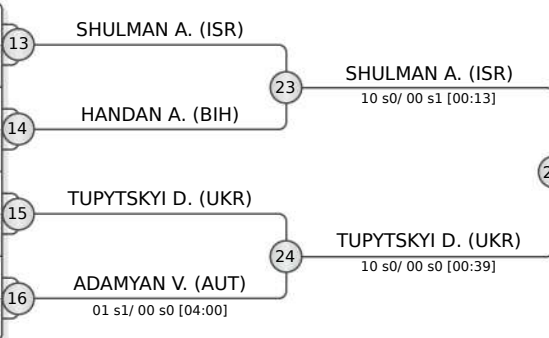 SHULMAN A. (ISR)
13
SHULMAN A. (ISR)
23
10 s0/ 00 s1 [00:13]
HANDAN A. (BIH)
14
TUPYTSKYI D. (UKR)
15
TUPYTSKYI D. (UKR)
24
10 s0/ 00 s0 [00:39]
ADAMYAN V. (AUT)
16
01 s1/ 00 s0 [04:00]